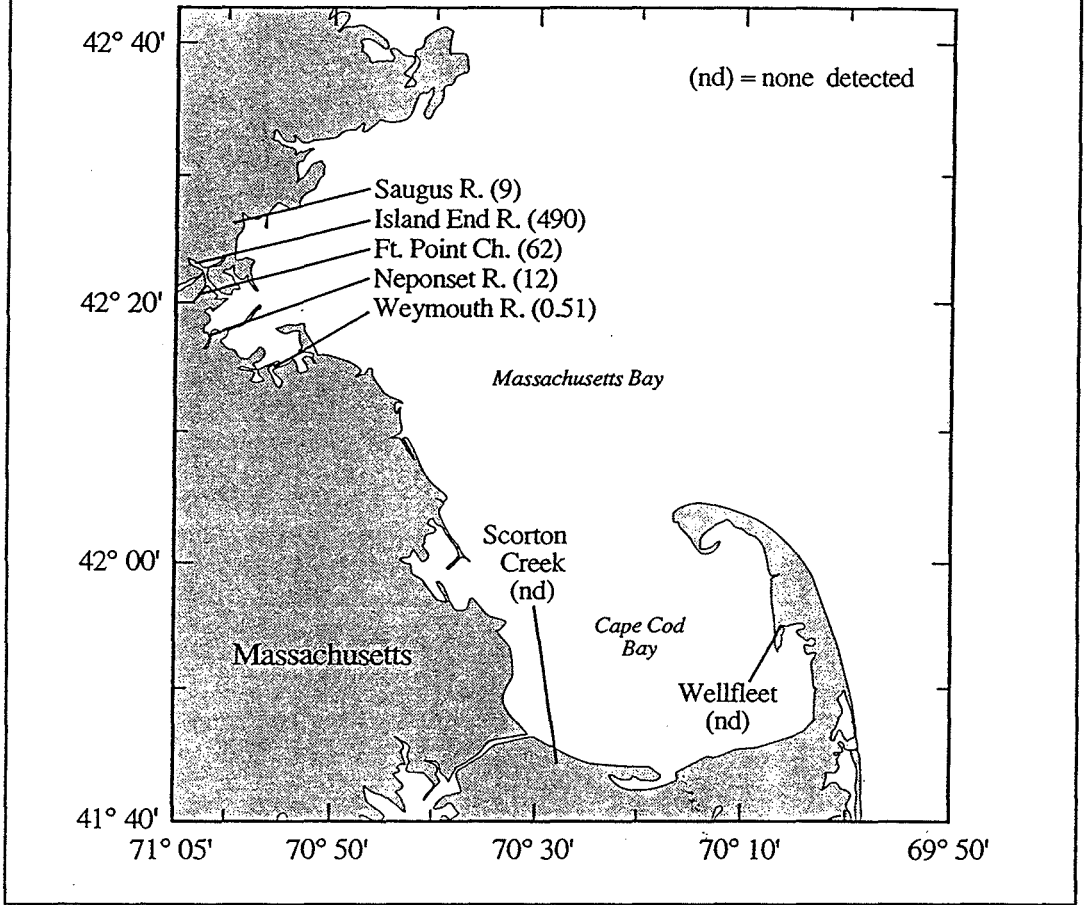 42° 40'
(nd) = none detected
Saugus R. (9)
Island End R. (490)
Ft. Point Ch. (62)
Neponset R. (12)
Weymouth R. (0.51)
42° 20'
Massachusetts Bay
Scorton
Creek
(nd)
42° 00'
Cape Cod
Bay
Massachusetts
Wellfleet
(nd)
41° 40'
71° 05'
70° 50'
70° 30'
70° 10'
69° 50'